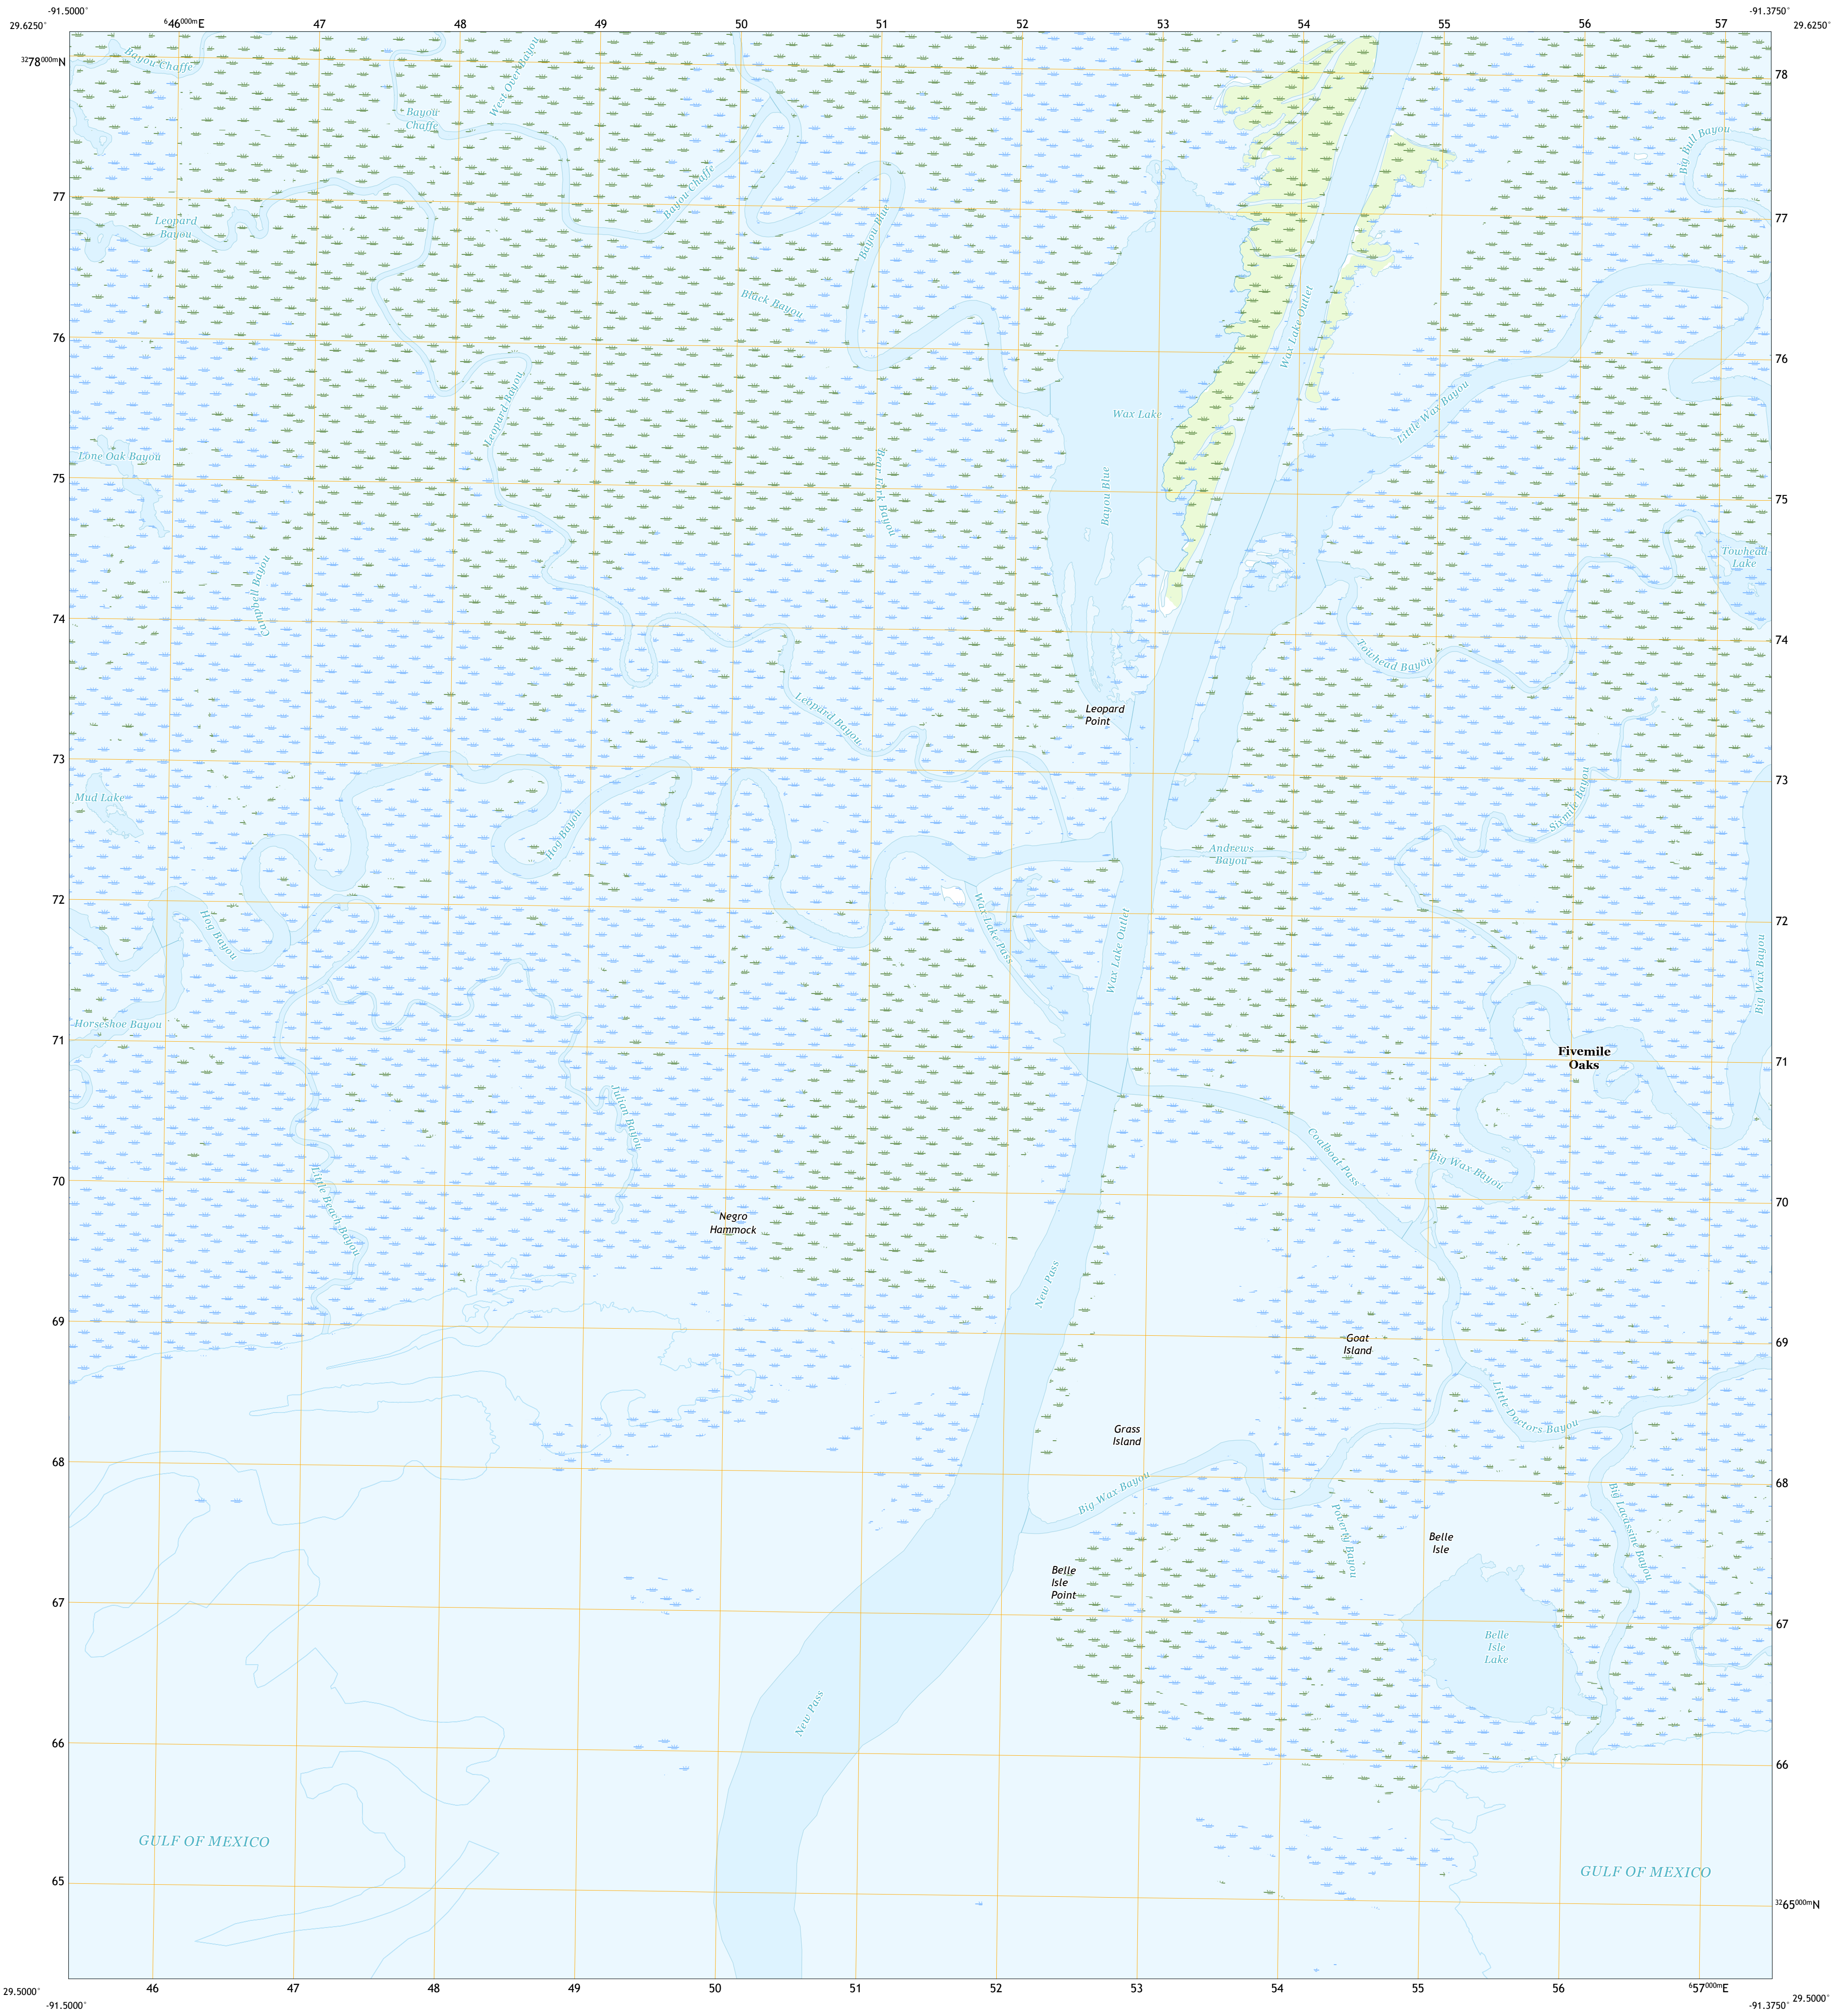 -91.5000°
-91.3750°
29.6250°
⁶46⁰⁰⁰ᵐE
47
48
49
50
51
52
53
54
55
56
57
29.6250°
³²78⁰⁰⁰ᵐN
78
Bayou Chaffe
West Over Bayou
Bayou
Chaffe
Big Bull Bayou
77
77
Bayou Chaffe
Leopard
Bayou
Bayou Blue
Black Bayou
Wax Lake Outlet
76
76
Leopard Bayou
Wax Lake
Little Wax Bayou
Lone Oak Bayou
Bear Fork Bayou
Bayou Blue
75
75
Towhead
Lake
Campbell Bayou
74
74
Towhead Bayou
Leopard Bayou
Leopard
Point
73
73
Mud Lake
Hog Bayou
Sixmile Bayou
Andrews
Bayou
72
72
Hog Bayou
Wax Lake Pass
Wax Lake Outlet
Big Wax Bayou
Horseshoe Bayou
71
71
Fivemile
Oaks
Julian Bayou
Coaboat Pass
Big Wax Bayou
70
70
Little Beach Bayou
Negro
Hammock
New Pass
69
69
Goat
Island
Little Doctors Bayou
Grass
Island
68
68
Big Wax Bayou
Poverty Bayou
Big Lacassine Bayou
Belle
Isle
Belle
Isle
Point
67
67
Belle
Isle
Lake
New Pass
66
66
GULF OF MEXICO
GULF OF MEXICO
65
³²65⁰⁰⁰ᵐN
29.5000°
46
47
48
49
50
51
52
53
54
55
56
⁶57⁰⁰⁰ᵐE
29.5000°
-91.5000°
-91.3750°